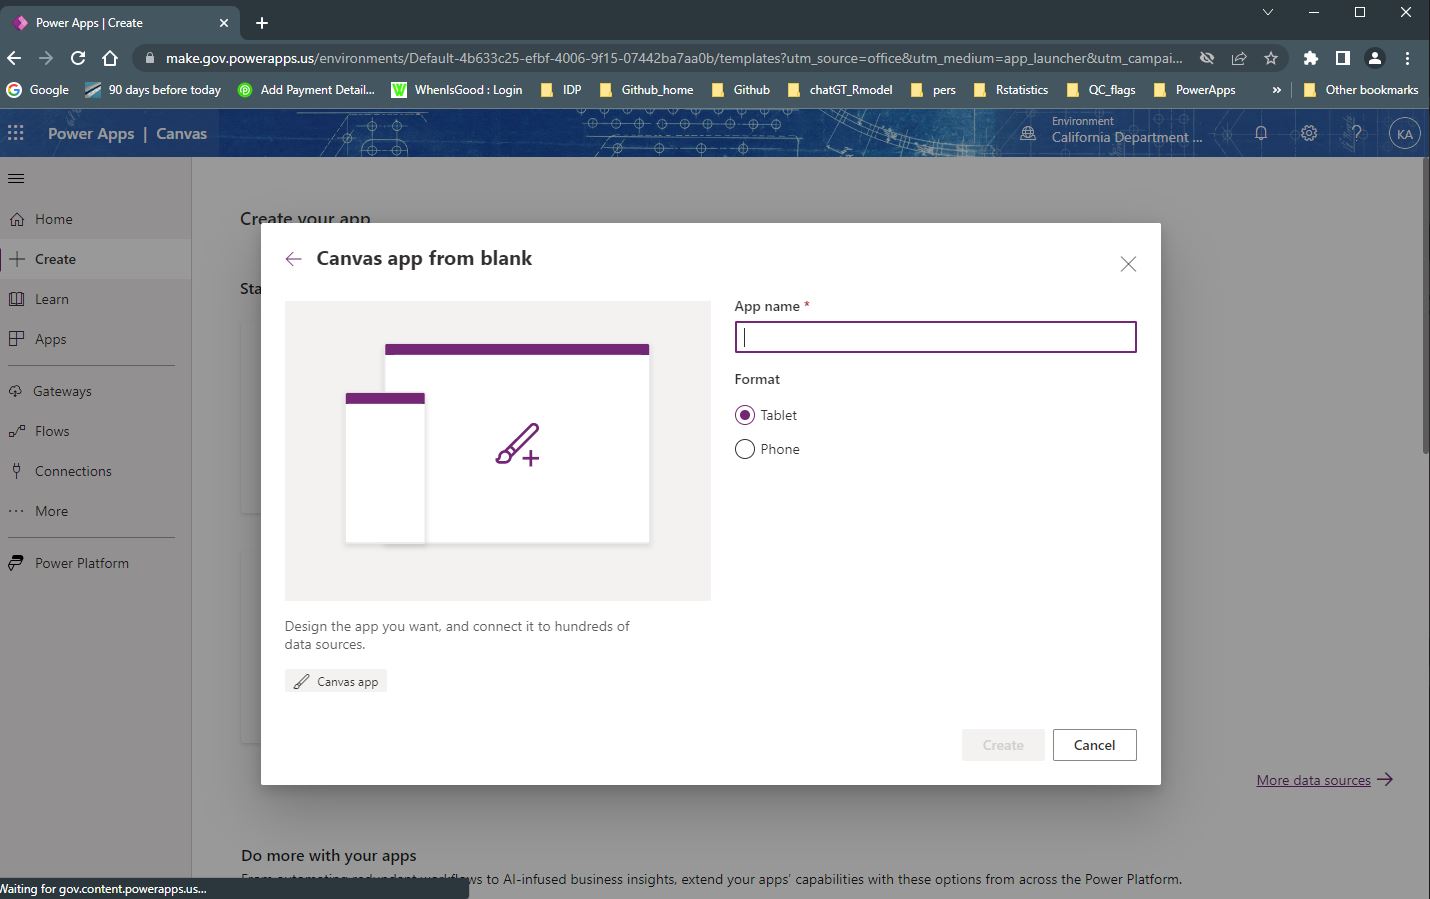 Power Apps | Create
make.gov.powerapps.us/environments/Default-4b633c25-efbf-4006-9f15-07442ba7aa0b/templates?utm_source=office&utm_medium=app_launcher&utm_campai...
Google
90 days before today
Add Payment Detail...
WhenIsGood : Login
IDP
Github_home
Github
chatGT_Rmodel
pers
Rstatistics
QC_flags
PowerApps
»
Other bookmarks
Power Apps | Canvas
Environment
California Department ...
?
KA
Home
Create
Learn
Apps
Gateways
Flows
Connections
More
Power Platform
Create your app
Sta
Canvas app from blank
App name *
Format
Tablet
Phone
Design the app you want, and connect it to hundreds of
data sources.
Canvas app
Create
Cancel
More data sources
Do more with your apps
From automating redundant workflows to AI-infused business insights, extend your apps' capabilities with these options from across the Power Platform.
Waiting for gov.content.powerapps.us...